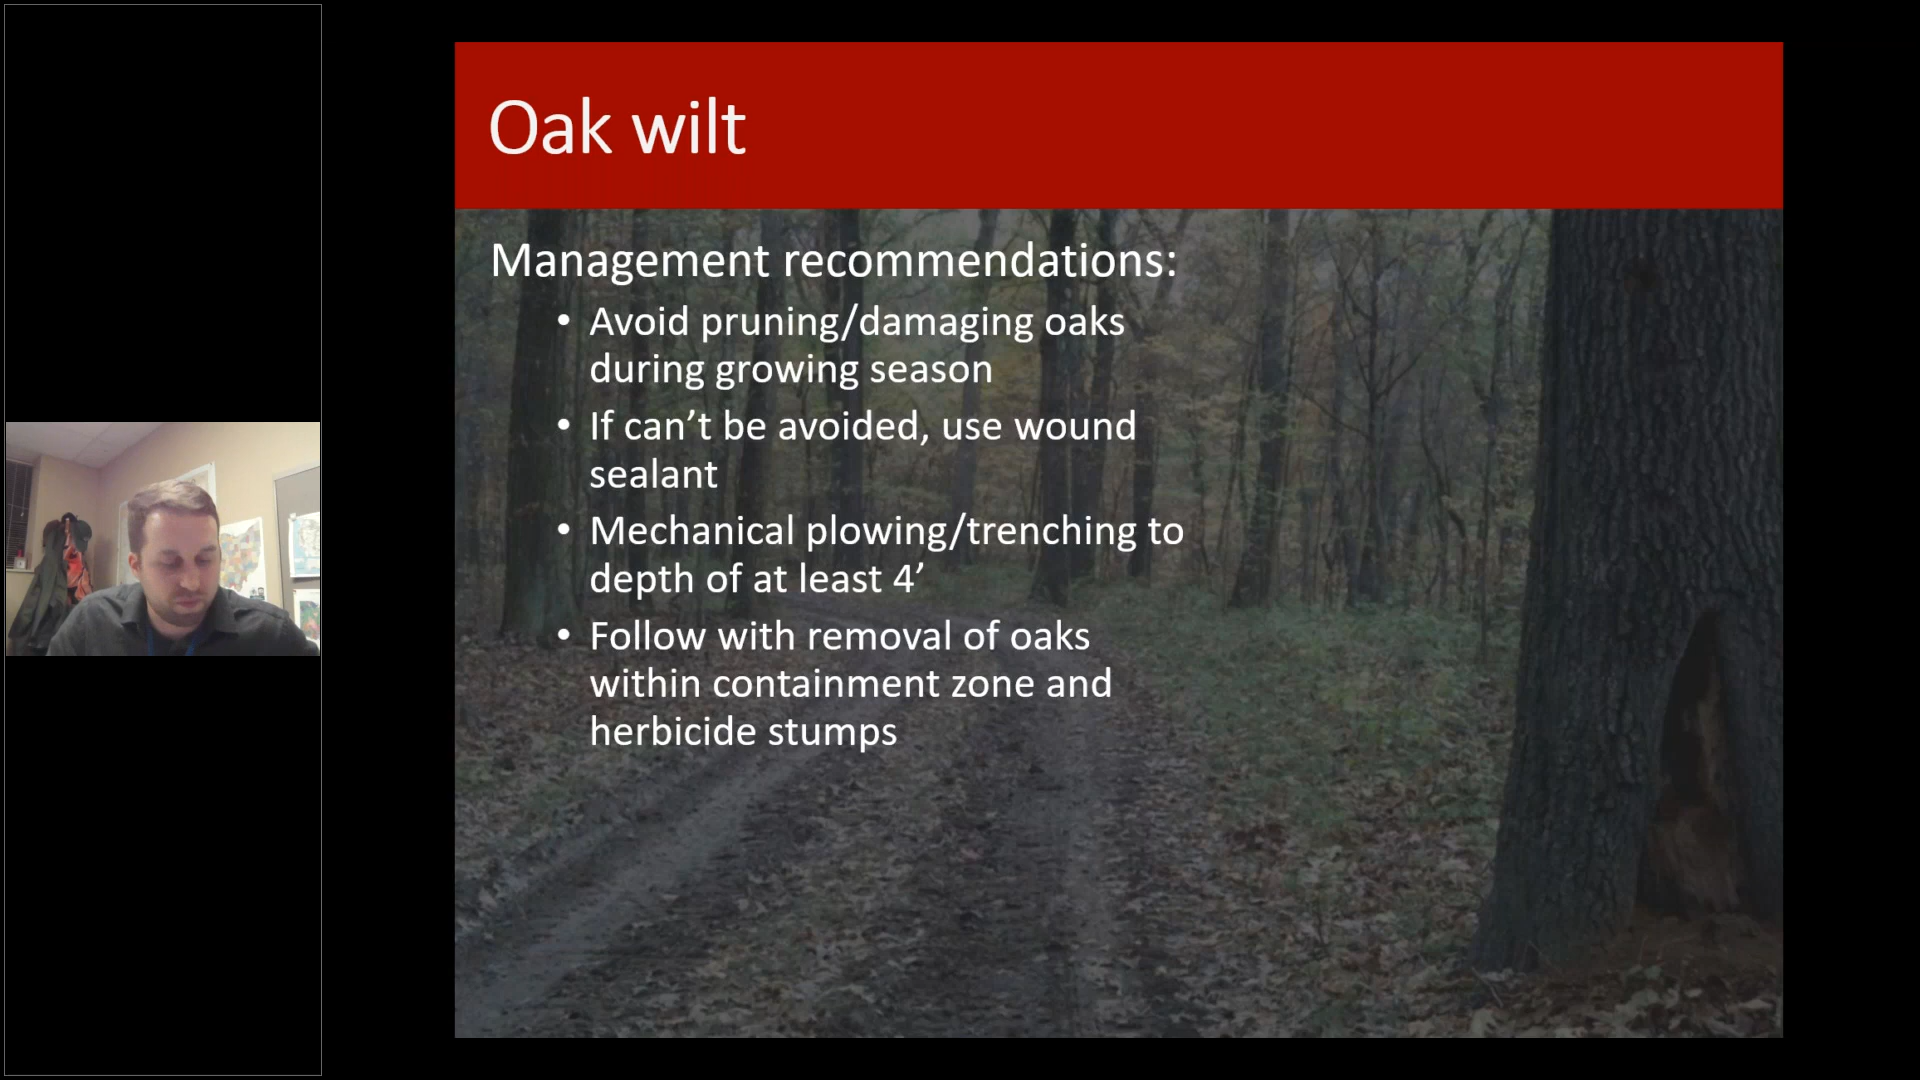 Oak wilt
Management recommendations:
• Avoid pruning/damaging oaks
during growing season
• If can’t be avoided, use wound
sealant
• Mechanical plowing/trenching to
depth of at least 4’
• Follow with removal of oaks
within containment zone and
herbicide stumps